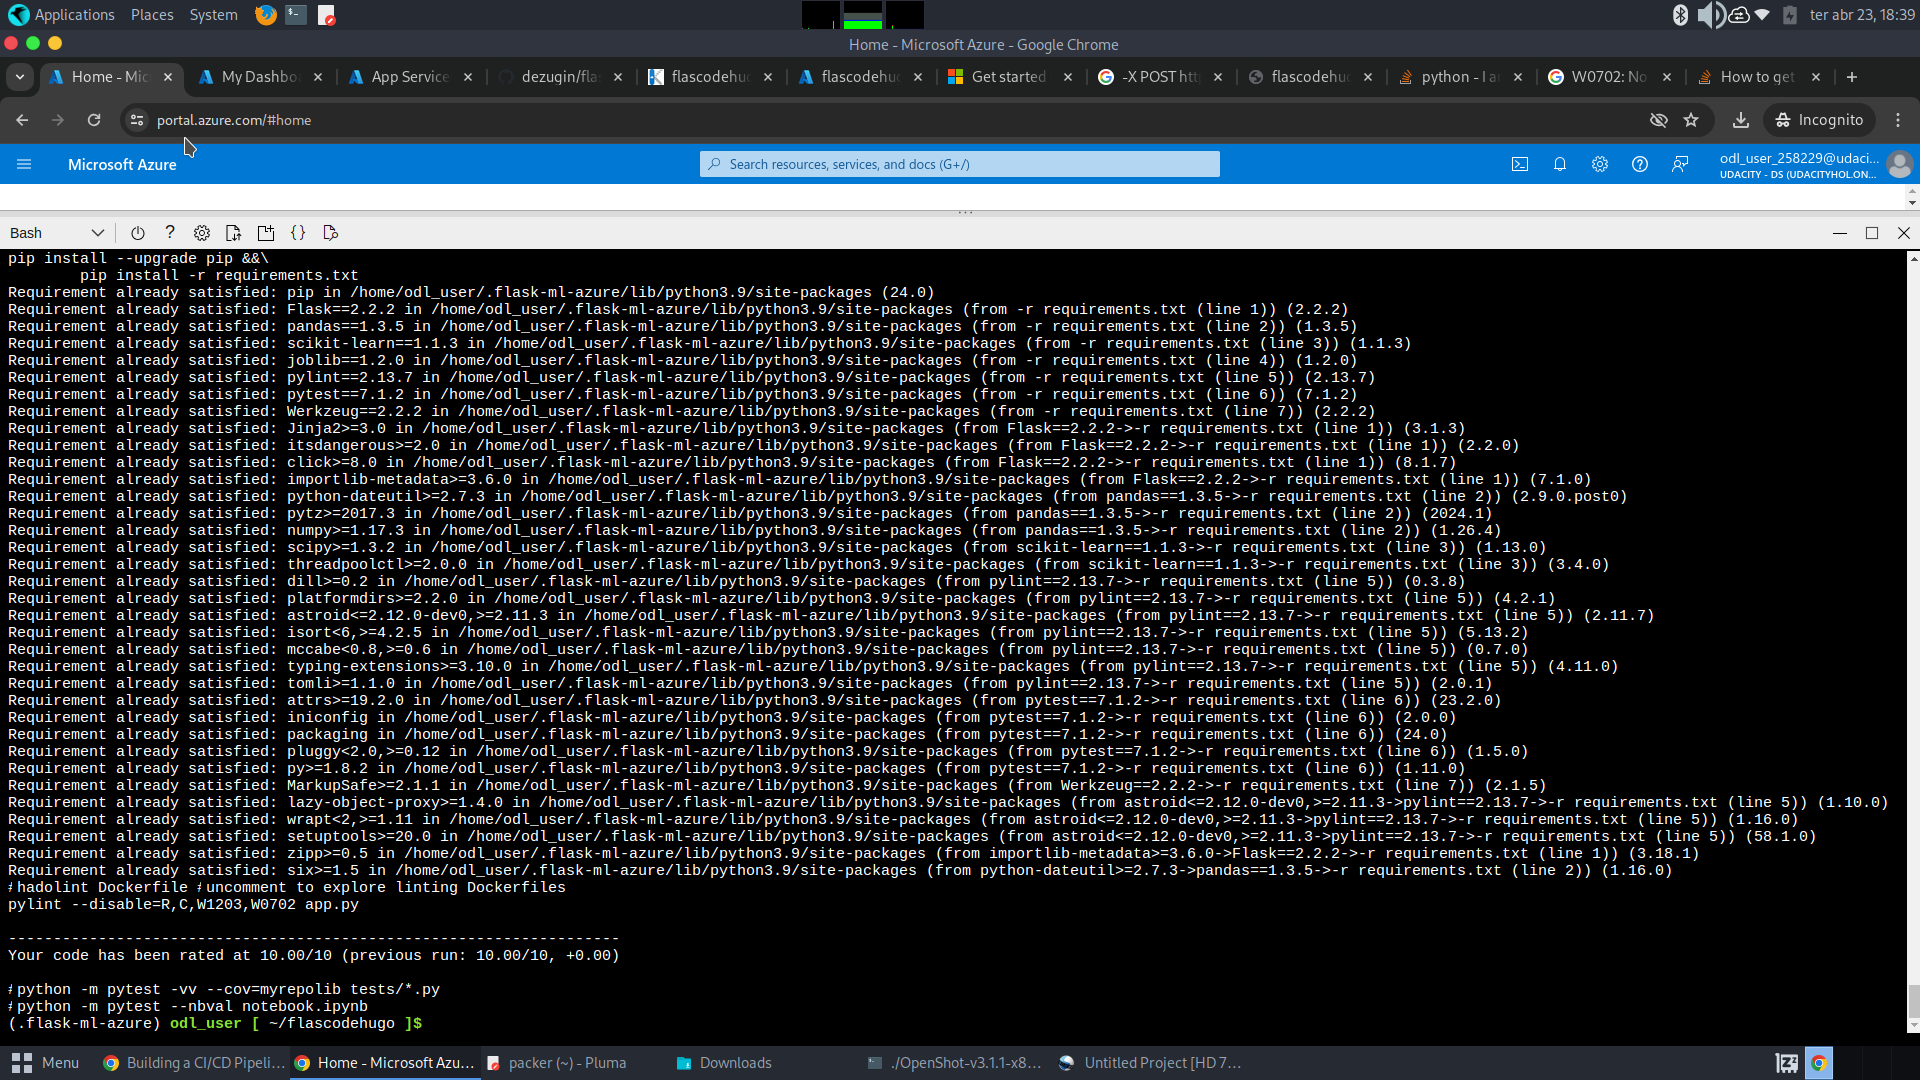 Applications Places System
ter abr 23, 18:39
Home - Microsoft Azure - Google Chrome
Home - Mic
My Dashbo
App Service
dezugin/fla
flascodehu
flascodehu
Get started
-X POST htt
flascodehu
python - I a
W0702: No
How to get
portal.azure.com/#home
Incognito
Microsoft Azure
Search resources, services, and docs (G+/)
odl_user_258229@udaci...
UDACITY - DS (UDACITYHOL.ON...
Bash
pip install --upgrade pip &&\
pip install -r requirements.txt
Requirement already satisfied: pip in /home/odl_user/.flask-ml-azure/lib/python3.9/site-packages (24.0)
Requirement already satisfied: Flask==2.2.2 in /home/odl_user/.flask-ml-azure/lib/python3.9/site-packages (from -r requirements.txt (line 1)) (2.2.2)
Requirement already satisfied: pandas==1.3.5 in /home/odl_user/.flask-ml-azure/lib/python3.9/site-packages (from -r requirements.txt (line 2)) (1.3.5)
Requirement already satisfied: scikit-learn==1.1.3 in /home/odl_user/.flask-ml-azure/lib/python3.9/site-packages (from -r requirements.txt (line 3)) (1.1.3)
Requirement already satisfied: joblib==1.2.0 in /home/odl_user/.flask-ml-azure/lib/python3.9/site-packages (from -r requirements.txt (line 4)) (1.2.0)
Requirement already satisfied: pylint==2.13.7 in /home/odl_user/.flask-ml-azure/lib/python3.9/site-packages (from -r requirements.txt (line 5)) (2.13.7)
Requirement already satisfied: pytest==7.1.2 in /home/odl_user/.flask-ml-azure/lib/python3.9/site-packages (from -r requirements.txt (line 6)) (7.1.2)
Requirement already satisfied: Werkzeug==2.2.2 in /home/odl_user/.flask-ml-azure/lib/python3.9/site-packages (from -r requirements.txt (line 7)) (2.2.2)
Requirement already satisfied: Jinja2>=3.0 in /home/odl_user/.flask-ml-azure/lib/python3.9/site-packages (from Flask==2.2.2->-r requirements.txt (line 1)) (3.1.3)
Requirement already satisfied: itsdangerous>=2.0 in /home/odl_user/.flask-ml-azure/lib/python3.9/site-packages (from Flask==2.2.2->-r requirements.txt (line 1)) (2.2.0)
Requirement already satisfied: click>=8.0 in /home/odl_user/.flask-ml-azure/lib/python3.9/site-packages (from Flask==2.2.2->-r requirements.txt (line 1)) (8.1.7)
Requirement already satisfied: importlib-metadata>=3.6.0 in /home/odl_user/.flask-ml-azure/lib/python3.9/site-packages (from Flask==2.2.2->-r requirements.txt (line 1)) (7.1.0)
Requirement already satisfied: python-dateutil>=2.7.3 in /home/odl_user/.flask-ml-azure/lib/python3.9/site-packages (from pandas==1.3.5->-r requirements.txt (line 2)) (2.9.0.post0)
Requirement already satisfied: pytz>=2017.3 in /home/odl_user/.flask-ml-azure/lib/python3.9/site-packages (from pandas==1.3.5->-r requirements.txt (line 2)) (2024.1)
Requirement already satisfied: numpy>=1.17.3 in /home/odl_user/.flask-ml-azure/lib/python3.9/site-packages (from pandas==1.3.5->-r requirements.txt (line 2)) (1.26.4)
Requirement already satisfied: scipy>=1.3.2 in /home/odl_user/.flask-ml-azure/lib/python3.9/site-packages (from scikit-learn==1.1.3->-r requirements.txt (line 3)) (1.13.0)
Requirement already satisfied: threadpoolctl>=2.0.0 in /home/odl_user/.flask-ml-azure/lib/python3.9/site-packages (from scikit-learn==1.1.3->-r requirements.txt (line 3)) (3.4.0)
Requirement already satisfied: dill>=0.2 in /home/odl_user/.flask-ml-azure/lib/python3.9/site-packages (from pylint==2.13.7->-r requirements.txt (line 5)) (0.3.8)
Requirement already satisfied: platformdirs>=2.2.0 in /home/odl_user/.flask-ml-azure/lib/python3.9/site-packages (from pylint==2.13.7->-r requirements.txt (line 5)) (4.2.1)
Requirement already satisfied: astroid<=2.12.0-dev0,>=2.11.3 in /home/odl_user/.flask-ml-azure/lib/python3.9/site-packages (from pylint==2.13.7->-r requirements.txt (line 5)) (2.11.7)
Requirement already satisfied: isort<6,>=4.2.5 in /home/odl_user/.flask-ml-azure/lib/python3.9/site-packages (from pylint==2.13.7->-r requirements.txt (line 5)) (5.13.2)
Requirement already satisfied: mccabe<0.8,>=0.6 in /home/odl_user/.flask-ml-azure/lib/python3.9/site-packages (from pylint==2.13.7->-r requirements.txt (line 5)) (0.7.0)
Requirement already satisfied: typing-extensions>=3.10.0 in /home/odl_user/.flask-ml-azure/lib/python3.9/site-packages (from pylint==2.13.7->-r requirements.txt (line 5)) (4.11.0)
Requirement already satisfied: tomli>=1.1.0 in /home/odl_user/.flask-ml-azure/lib/python3.9/site-packages (from pylint==2.13.7->-r requirements.txt (line 5)) (2.0.1)
Requirement already satisfied: attrs>=19.2.0 in /home/odl_user/.flask-ml-azure/lib/python3.9/site-packages (from pytest==7.1.2->-r requirements.txt (line 6)) (23.2.0)
Requirement already satisfied: iniconfig in /home/odl_user/.flask-ml-azure/lib/python3.9/site-packages (from pytest==7.1.2->-r requirements.txt (line 6)) (2.0.0)
Requirement already satisfied: packaging in /home/odl_user/.flask-ml-azure/lib/python3.9/site-packages (from pytest==7.1.2->-r requirements.txt (line 6)) (24.0)
Requirement already satisfied: pluggy<2.0,>=0.12 in /home/odl_user/.flask-ml-azure/lib/python3.9/site-packages (from pytest==7.1.2->-r requirements.txt (line 6)) (1.5.0)
Requirement already satisfied: py>=1.8.2 in /home/odl_user/.flask-ml-azure/lib/python3.9/site-packages (from pytest==7.1.2->-r requirements.txt (line 6)) (1.11.0)
Requirement already satisfied: MarkupSafe>=2.1.1 in /home/odl_user/.flask-ml-azure/lib/python3.9/site-packages (from Werkzeug==2.2.2->-r requirements.txt (line 7)) (2.1.5)
Requirement already satisfied: lazy-object-proxy>=1.4.0 in /home/odl_user/.flask-ml-azure/lib/python3.9/site-packages (from astroid<=2.12.0-dev0,>=2.11.3->pylint==2.13.7->-r requirements.txt (line 5)) (1.10.0)
Requirement already satisfied: wrapt<2,>=1.11 in /home/odl_user/.flask-ml-azure/lib/python3.9/site-packages (from astroid<=2.12.0-dev0,>=2.11.3->pylint==2.13.7->-r requirements.txt (line 5)) (1.16.0)
Requirement already satisfied: setuptools>=20.0 in /home/odl_user/.flask-ml-azure/lib/python3.9/site-packages (from astroid<=2.12.0-dev0,>=2.11.3->pylint==2.13.7->-r requirements.txt (line 5)) (58.1.0)
Requirement already satisfied: zipp>=0.5 in /home/odl_user/.flask-ml-azure/lib/python3.9/site-packages (from importlib-metadata>=3.6.0->Flask==2.2.2->-r requirements.txt (line 1)) (3.18.1)
Requirement already satisfied: six>=1.5 in /home/odl_user/.flask-ml-azure/lib/python3.9/site-packages (from python-dateutil>=2.7.3->pandas==1.3.5->-r requirements.txt (line 2)) (1.16.0)
#hadolint Dockerfile #uncomment to explore linting Dockerfiles
pylint --disable=R,C,W1203,W0702 app.py
--------------------------------------------------------------------
Your code has been rated at 10.00/10 (previous run: 10.00/10, +0.00)
#python -m pytest -vv --cov=myrepolib tests/*.py
#python -m pytest --nbval notebook.ipynb
(.flask-ml-azure) odl_user [ ~/flascodehugo ]$
Menu
Building a CI/CD Pipeli...
Home - Microsoft Azu...
packer (~) - Pluma
Downloads
./OpenShot-v3.1.1-x8...
Untitled Project [HD 7...